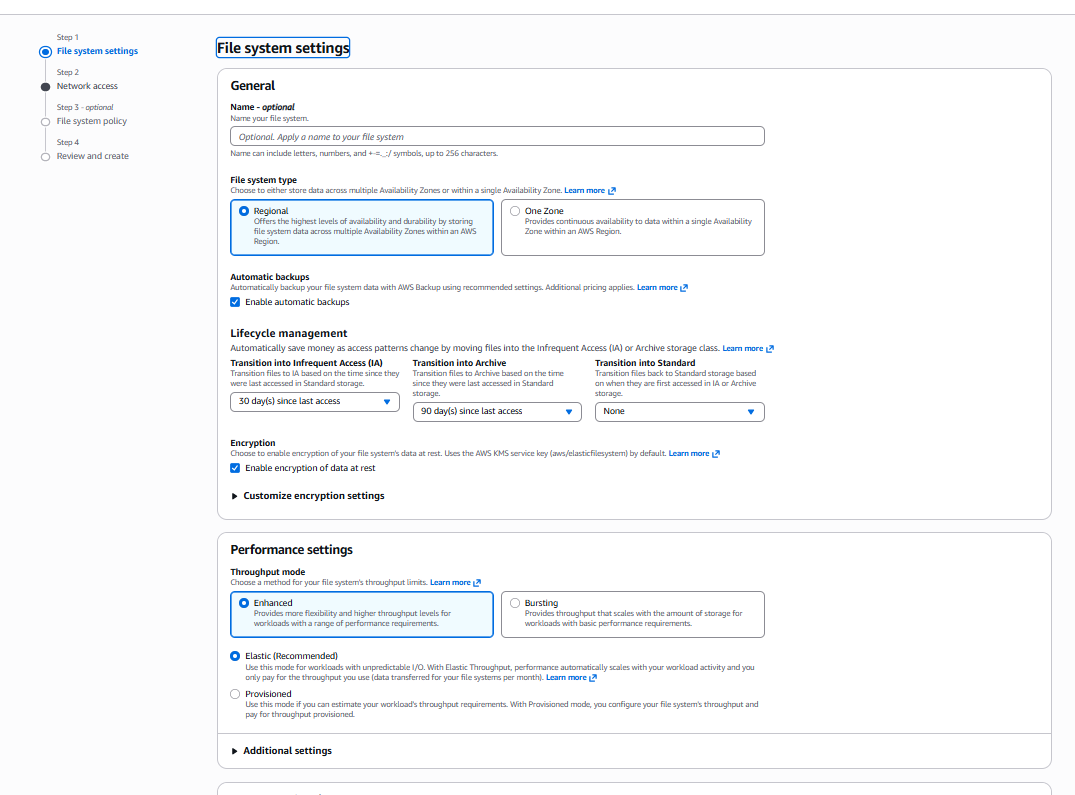 Step 1
File system settings
Step 2
Network access
Step 3 - optional
File system policy
Step 4
Review and create
File system settings
General
Name - optional
Name your file system.
Optional. Apply a name to your file system
Name can include letters, numbers, and +-=._:/ symbols, up to 256 characters.
File system type
Choose to either store data across multiple Availability Zones or within a single Availability Zone. Learn more
Regional
Offers the highest levels of availability and durability by storing
file system data across multiple Availability Zones within an AWS
Region.
One Zone
Provides continuous availability to data within a single Availability
Zone within an AWS Region.
Automatic backups
Automatically backup your file system data with AWS Backup using recommended settings. Additional pricing applies. Learn more
Enable automatic backups
Lifecycle management
Automatically save money as access patterns change by moving files into the Infrequent Access (IA) or Archive storage class. Learn more
Transition into Infrequent Access (IA)
Transition files to IA based on the time since they
were last accessed in Standard storage.
30 day(s) since last access
Transition into Archive
Transition files to Archive based on the time
since they were last accessed in Standard
storage.
90 day(s) since last access
Transition into Standard
Transition files back to Standard storage based
on when they are first accessed in IA or Archive
storage.
None
Encryption
Choose to enable encryption of your file system's data at rest. Uses the AWS KMS service key (aws/elasticfilesystem) by default. Learn more
Enable encryption of data at rest
Customize encryption settings
Performance settings
Throughput mode
Choose a method for your file system's throughput limits. Learn more
Enhanced
Provides more flexibility and higher throughput levels for
workloads with a range of performance requirements.
Bursting
Provides throughput that scales with the amount of storage for
workloads with basic performance requirements.
Elastic (Recommended)
Use this mode for workloads with unpredictable I/O. With Elastic Throughput, performance automatically scales with your workload activity and you
only pay for the throughput you use (data transferred for your file systems per month). Learn more
Provisioned
Use this mode if you can estimate your workload's throughput requirements. With Provisioned mode, you configure your file system's throughput and
pay for throughput provisioned.
Additional settings